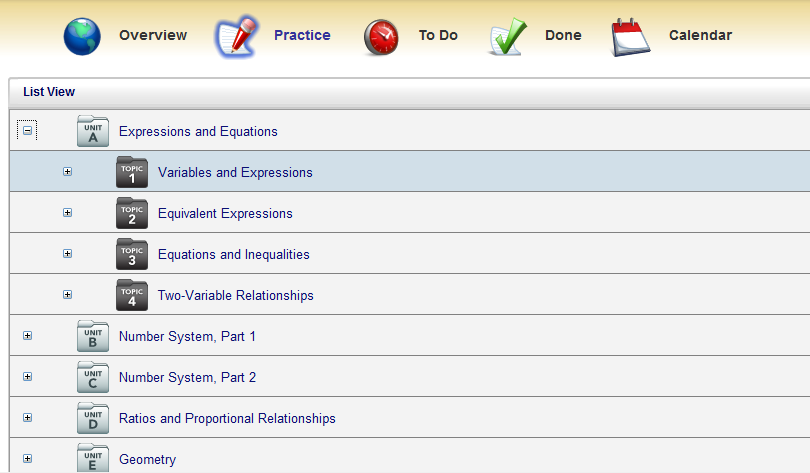 Overview Practice To Do Done Calendar
List View
UNIT A Expressions and Equations
TOPIC 1 Variables and Expressions
TOPIC 2 Equivalent Expressions
TOPIC 3 Equations and Inequalities
TOPIC 4 Two-Variable Relationships
UNIT B Number System, Part 1
UNIT C Number System, Part 2
UNIT D Ratios and Proportional Relationships
UNIT E Geometry